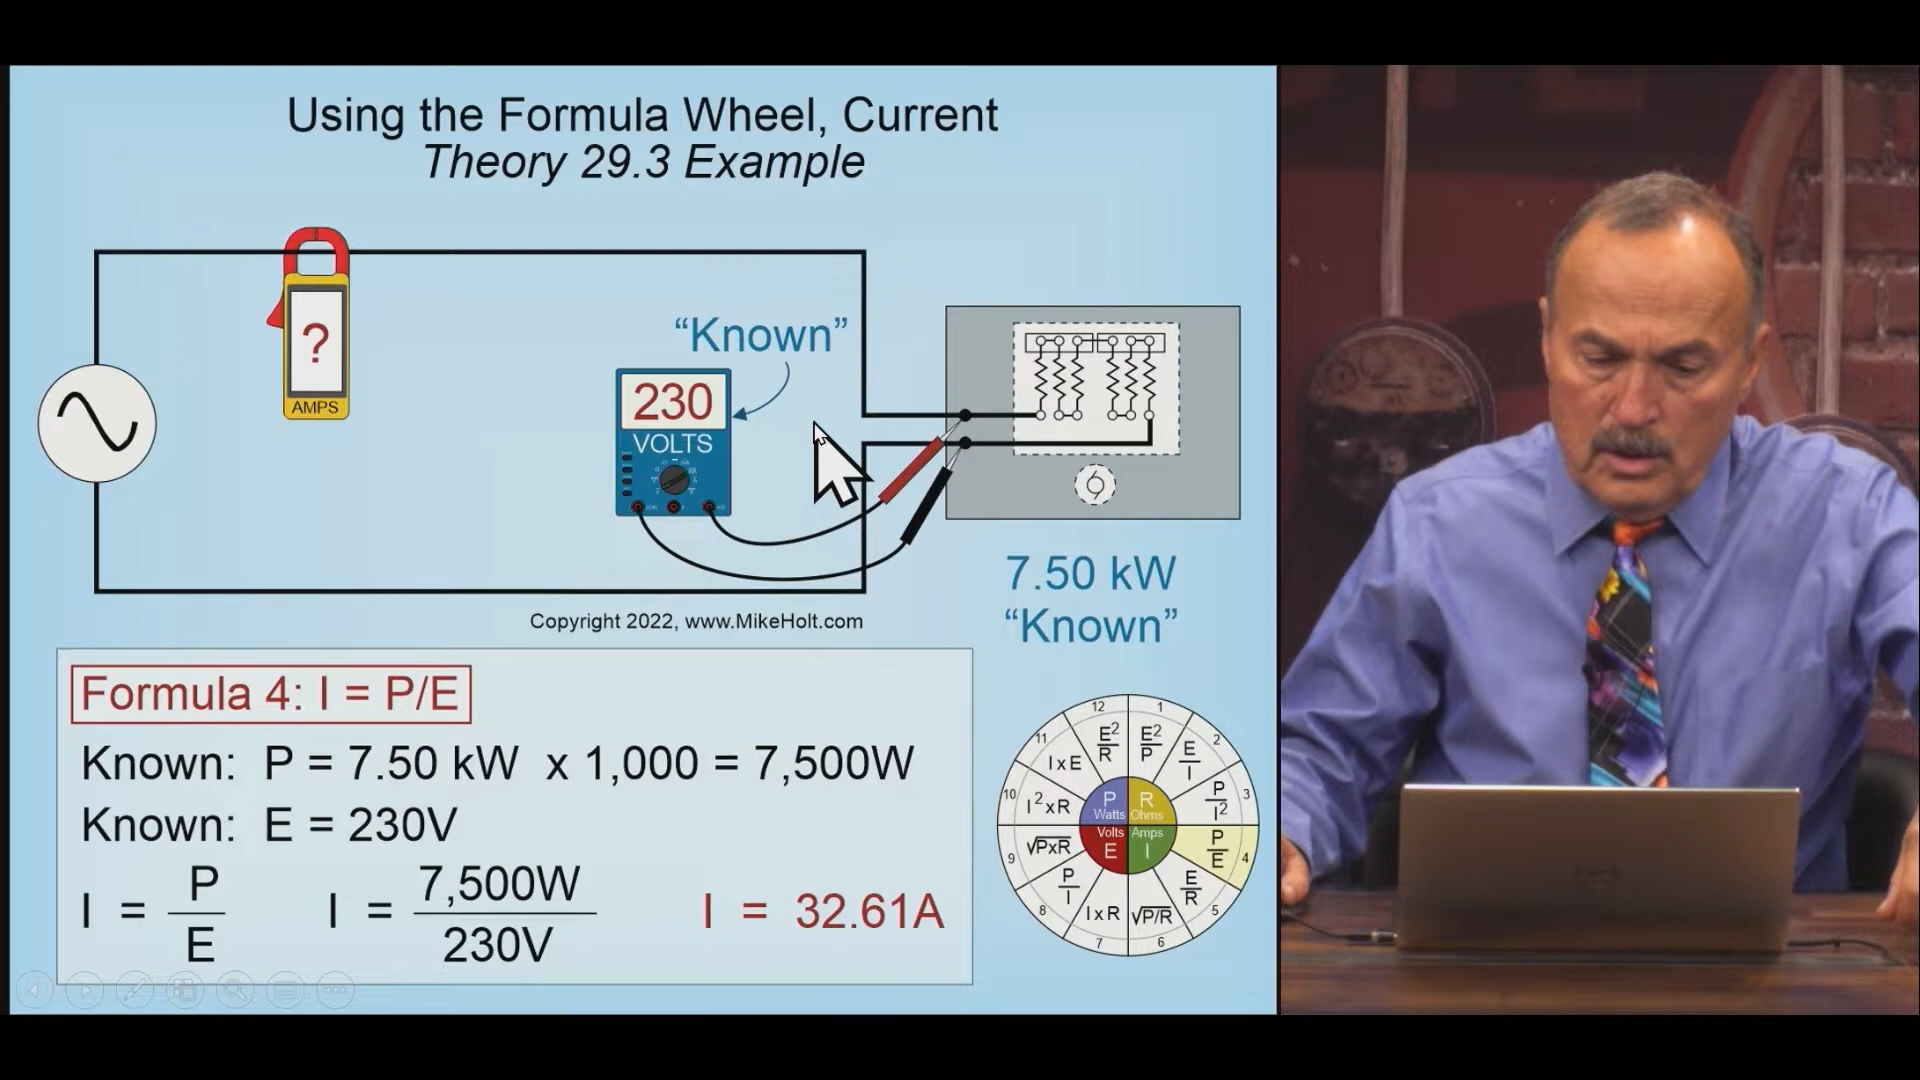 Using the Formula Wheel, Current
Theory 29.3 Example
?
AMPS
“Known”
230
VOLTS
7.50 kW
“Known”
Copyright 2022, www.MikeHolt.com
Formula 4: I = P/E
Known: P = 7.50 kW x 1,000 = 7,500W
Known: E = 230V
I = P/E I = 7,500W/230V I = 32.61A
12 E²/R
1 E²/P
2 E/I
3 P/I²
4 P/E
5 E/R
6 √P/R
7 I x R
8 P/I
9 √PxR
10 I² x R
11 I x E
P Watts
R Ohms
Volts E
Amps I